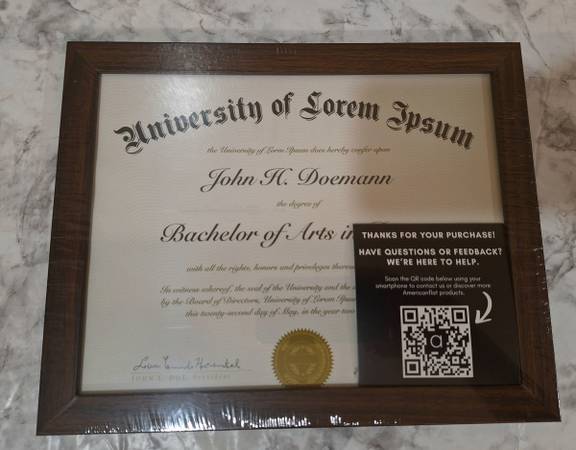 University of Lorem Ipsum
the University of Lorem Ipsum does hereby confer upon
John H. Doemann
the degree of
Bachelor of Arts in
with all the rights, honors and privileges
In witness whereof, the seal of the University and the
by the Board of Directors, University of Lorem Ipsum
this twenty-second day of May, in the year two
JOHN L. DOE, President
THANKS FOR YOUR PURCHASE!
HAVE QUESTIONS OR FEEDBACK?
WE'RE HERE TO HELP.
Scan the QR code below using your
smartphone to contact us or discover more
Americanflat products.
a